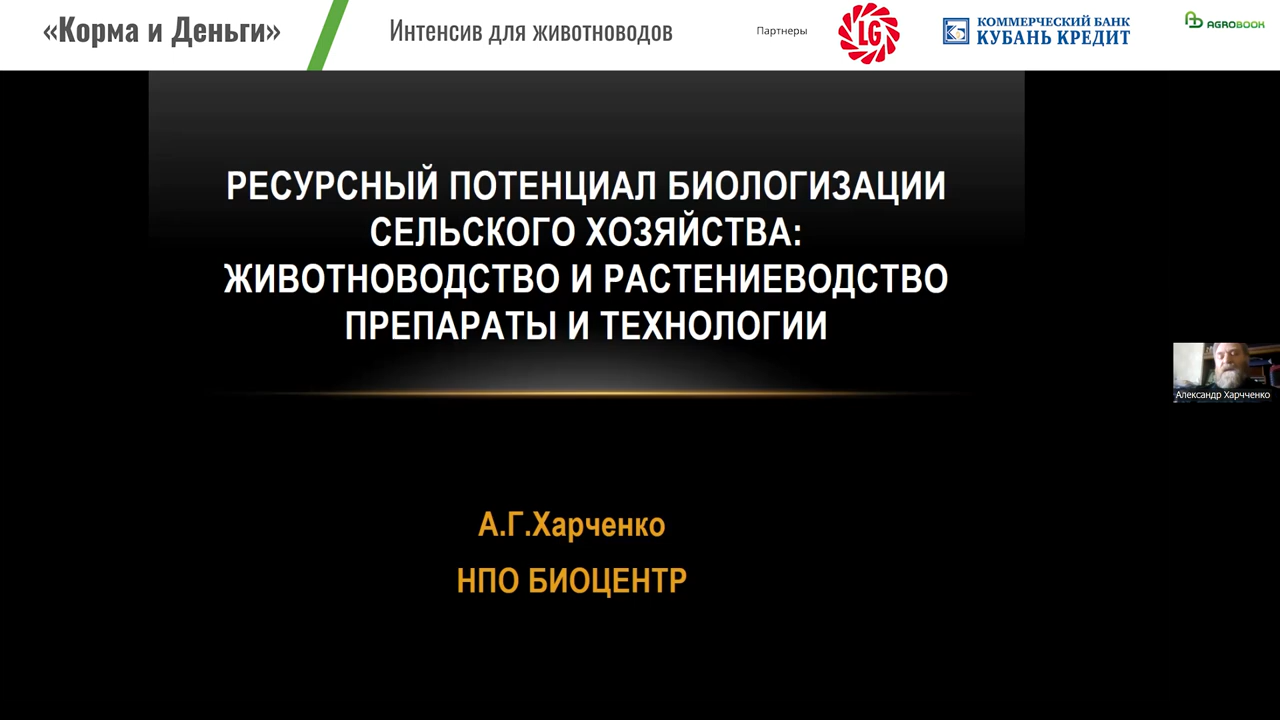 «Корма и Деньги»
Интенсив для животноводов
Партнеры
LG
КОММЕРЧЕСКИЙ БАНК
КУБАНЬ КРЕДИТ
AGROBOOK
РЕСУРСНЫЙ ПОТЕНЦИАЛ БИОЛОГИЗАЦИИ
СЕЛЬСКОГО ХОЗЯЙСТВА:
ЖИВОТНОВОДСТВО И РАСТЕНИЕВОДСТВО
ПРЕПАРАТЫ И ТЕХНОЛОГИИ
Александр Харчченко
А.Г.Харченко
НПО БИОЦЕНТР